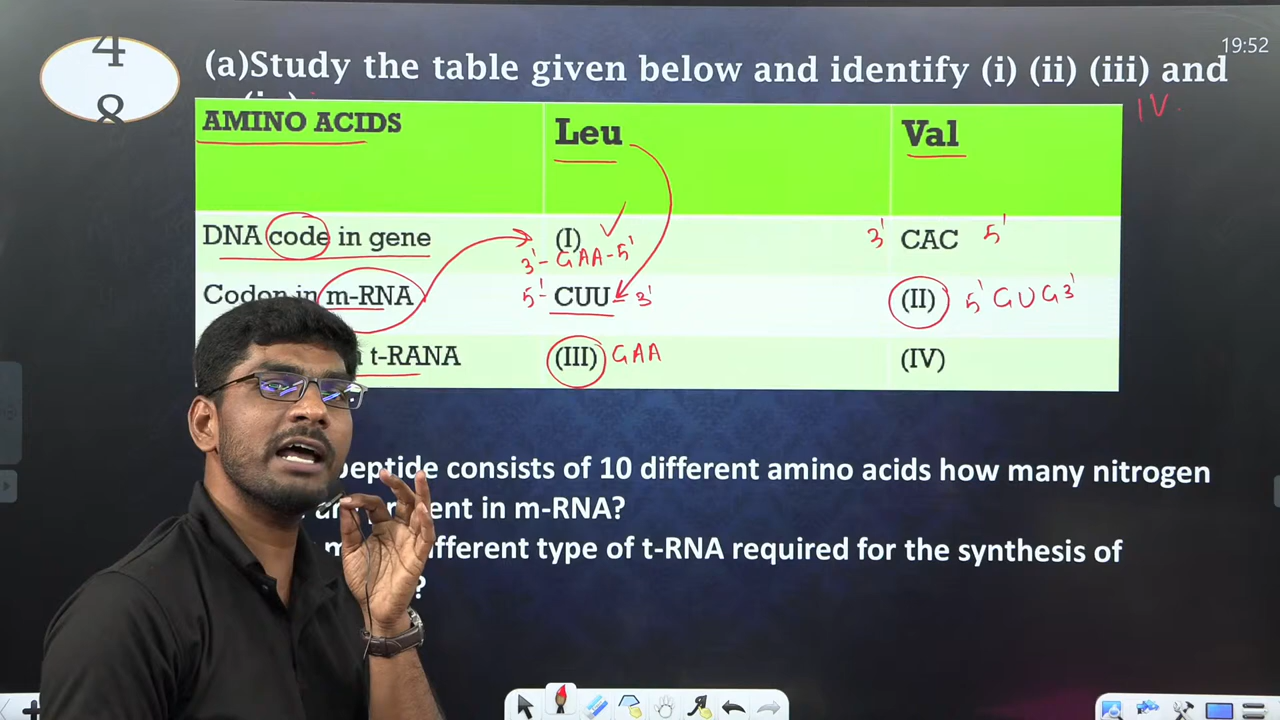 19:52
4
8
(a)Study the table given below and identify (i) (ii) (iii) and
IV.
AMINO ACIDS Leu Val
DNA code in gene (I) 3' CAC 5'
3'- GAA-5'
Codon in m-RNA 5'- CUU - 3' (II) 5' GUG 3'
t-RANA (III) GAA (IV)
peptide consists of 10 different amino acids how many nitrogen
in m-RNA?
different type of t-RNA required for the synthesis of
?